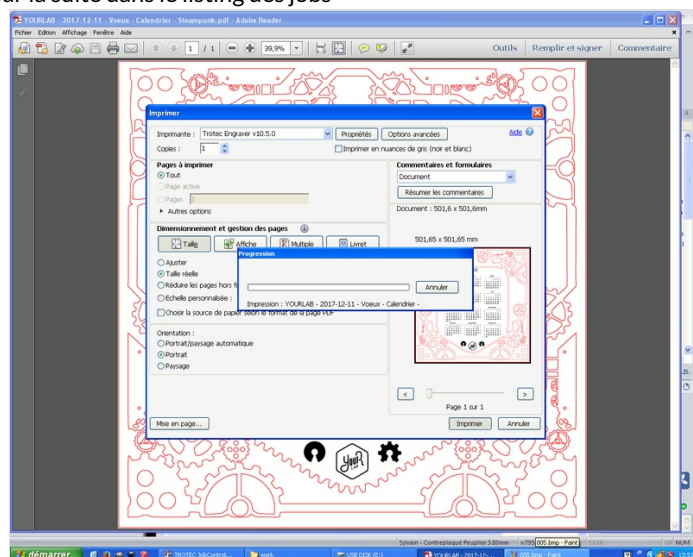 par la suite dans le listing des jobs
YOURLAB - 2017-12-11 - Voeux - Calendrier - Steampunk.pdf - Adobe Reader
Fichier Edition Affichage Fenêtre Aide
1 / 1 39,9% Outils Remplir et signer Commentaire
Imprimer
Imprimante : Trotec Engraver v10.5.0 Propriétés Options avancées Aide
Copies : 1 Imprimer en nuances de gris (noir et blanc)
Pages à imprimer
Tout
Page active
Pages 1
Autres options
Commentaires et formulaires
Document
Résumer les commentaires
Document : 501,6 x 501,6mm
501,65 x 501,65 mm
Dimensionnement et gestion des pages
Taille Affiche Multiple Livret
Progression
Annuler
Impression : YOURLAB - 2017-12-11 - Voeux - Calendrier -
Ajuster
Taille réelle
Réduire les pages hors f
Echelle personnalisée :
Choisir la source de papier selon le format de la page PDF
Orientation :
Portrait/paysage automatique
Portrait
Paysage
Page 1 sur 1
Mise en page...
Imprimer Annuler
YouR
LAB
Sylvain - Contreplaqué Peuplier 3.80mm x:795 005.bmp - Paint
NUM
démarrer TROTEC JobControl... work USB DISK (E:) YOURLAB - 2017-12-... 005.bmp - Paint